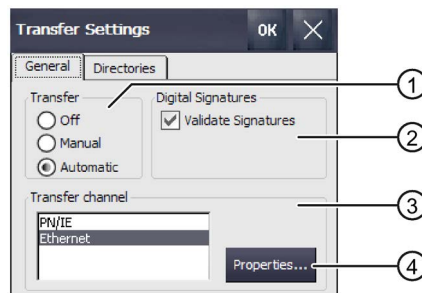 Transfer Settings OK
General Directories
Transfer Digital Signatures
Off Validate Signatures
Manual
Automatic
Transfer channel
PN/IE
Ethernet
Properties...
1
2
3
4